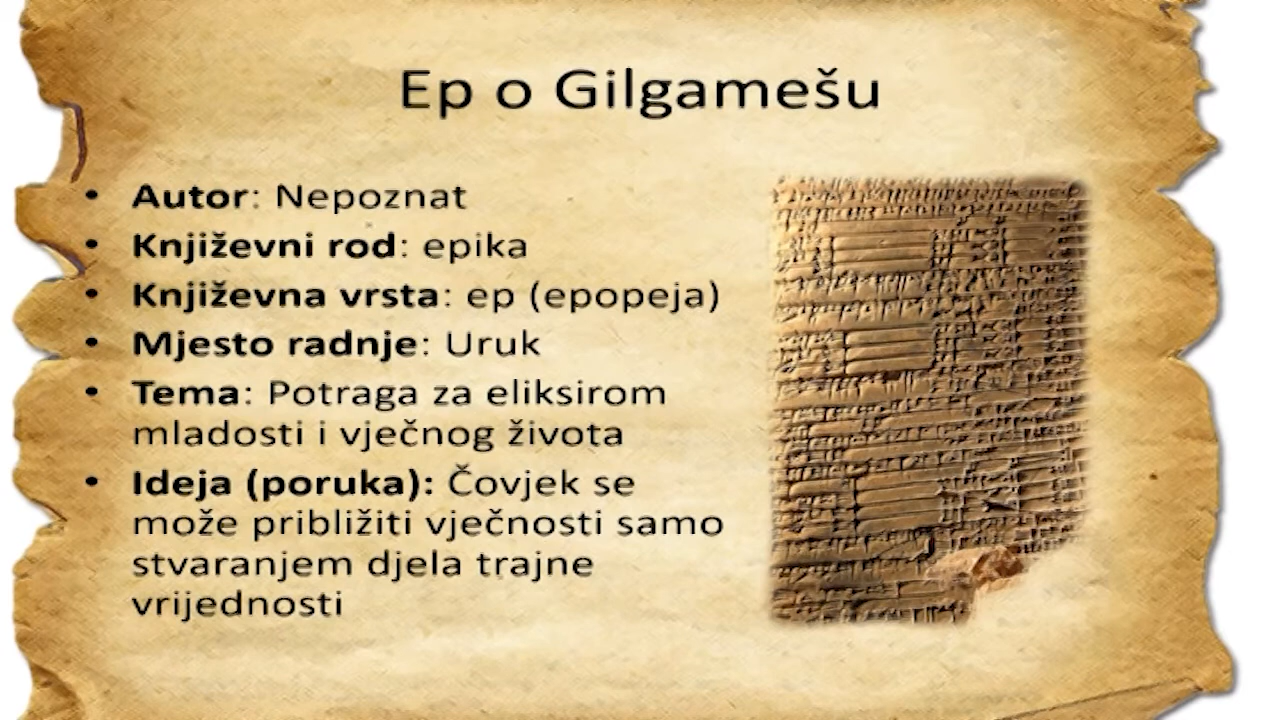 Ep o Gilgamešu
• Autor: Nepoznat
• Književni rod: epika
• Književna vrsta: ep (epopeja)
• Mjesto radnje: Uruk
• Tema: Potraga za eliksirom
mladosti i vječnog života
• Ideja (poruka): Čovjek se
može približiti vječnosti samo
stvaranjem djela trajne
vrijednosti